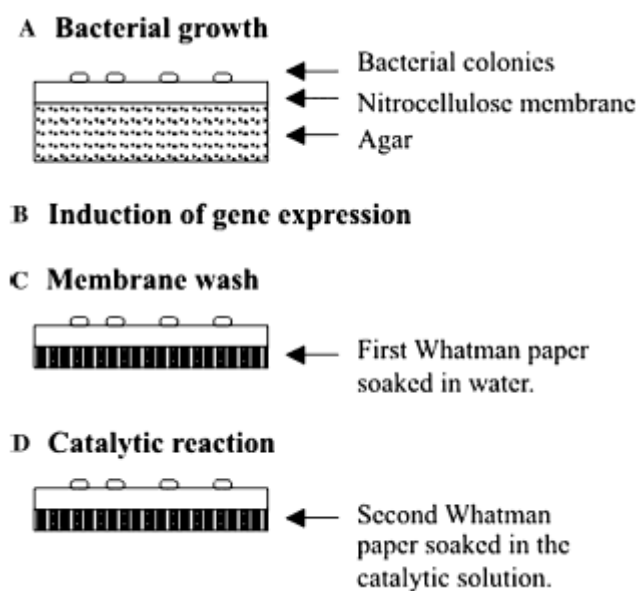 A Bacterial growth
Bacterial colonies
Nitrocellulose membrane
Agar
B Induction of gene expression
C Membrane wash
First Whatman paper
soaked in water.
D Catalytic reaction
Second Whatman
paper soaked in the
catalytic solution.